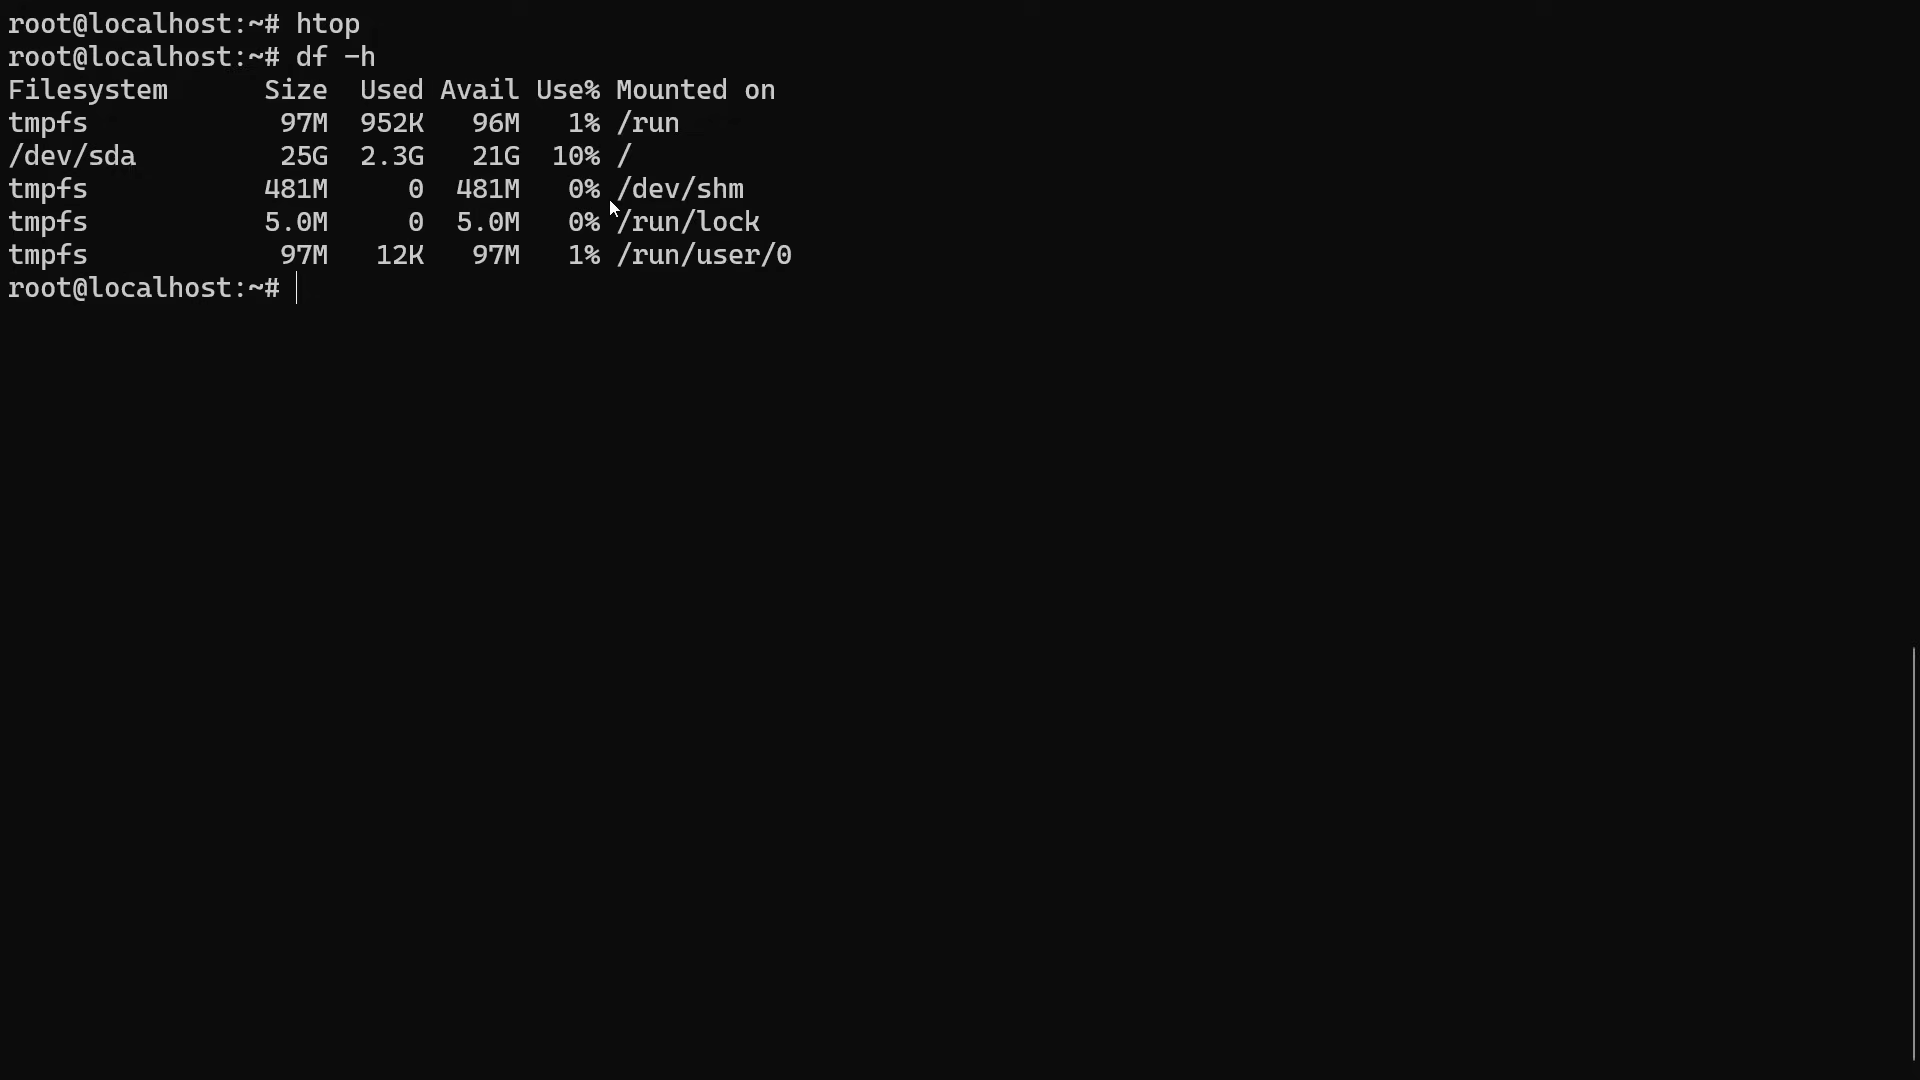 root@localhost:~# htop
root@localhost:~# df -h
Filesystem      Size  Used Avail Use% Mounted on
tmpfs            97M  952K   96M   1% /run
/dev/sda         25G  2.3G   21G  10% /
tmpfs           481M     0  481M   0% /dev/shm
tmpfs           5.0M     0  5.0M   0% /run/lock
tmpfs            97M   12K   97M   1% /run/user/0
root@localhost:~#